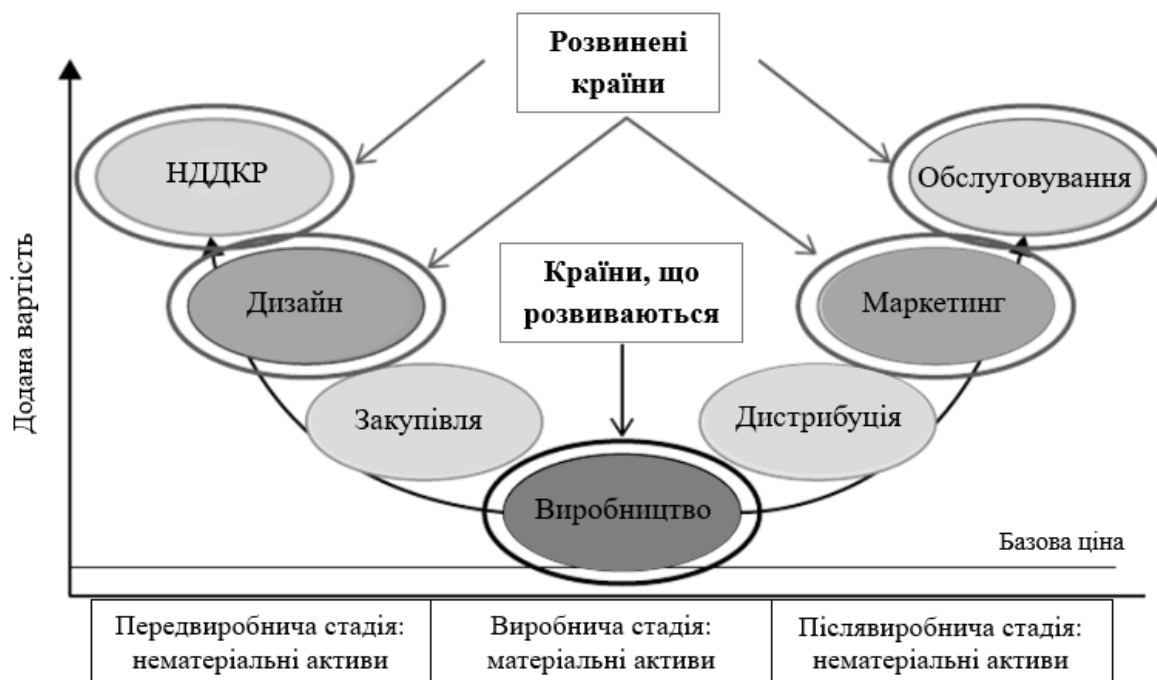 Розвинені
країни
НДДКР
Обслуговування
Країни, що
розвиваються
Дизайн
Маркетинг
Додана вартість
Закупівля
Дистрибуція
Виробництво
Базова ціна
Передвиробнича стадія:
нематеріальні активи
Виробнича стадія:
матеріальні активи
Післявиробнича стадія:
нематеріальні активи